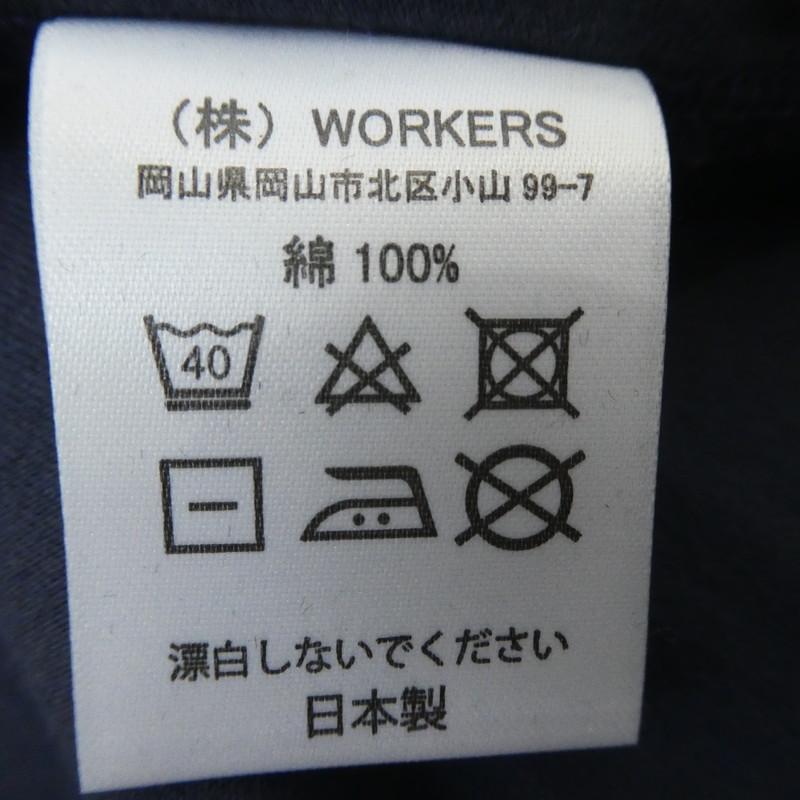 (株) WORKERS
岡山県岡山市北区小山 99-7
綿 100%
40
漂白しないでください
日本製